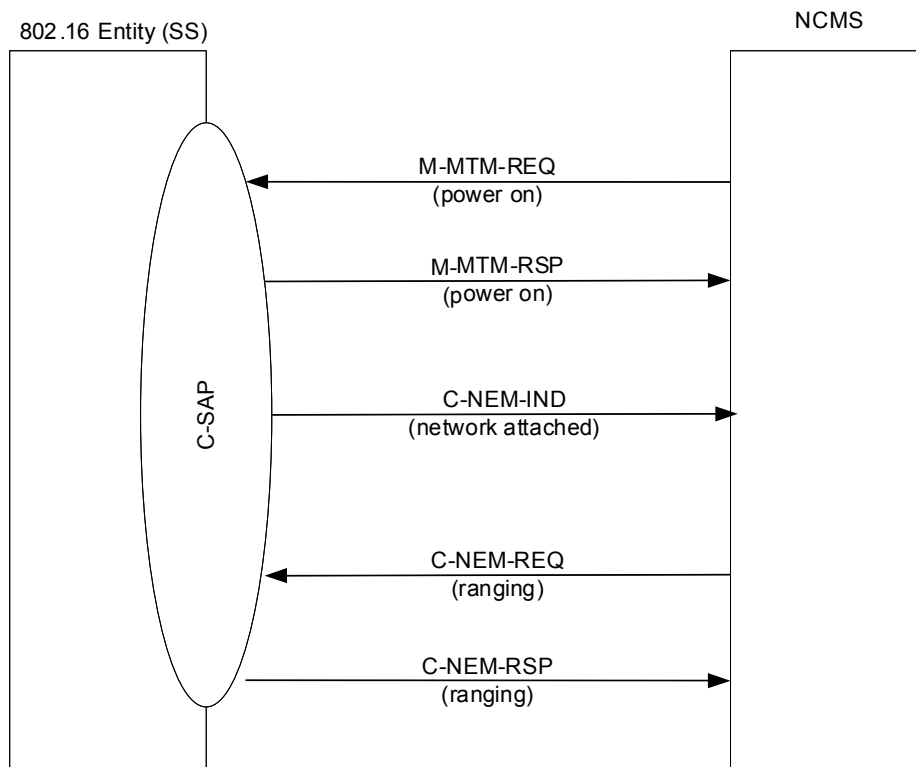 802.16 Entity (SS)
NCMS
M-MTM-REQ
(power on)
M-MTM-RSP
(power on)
C-SAP
C-NEM-IND
(network attached)
C-NEM-REQ
(ranging)
C-NEM-RSP
(ranging)